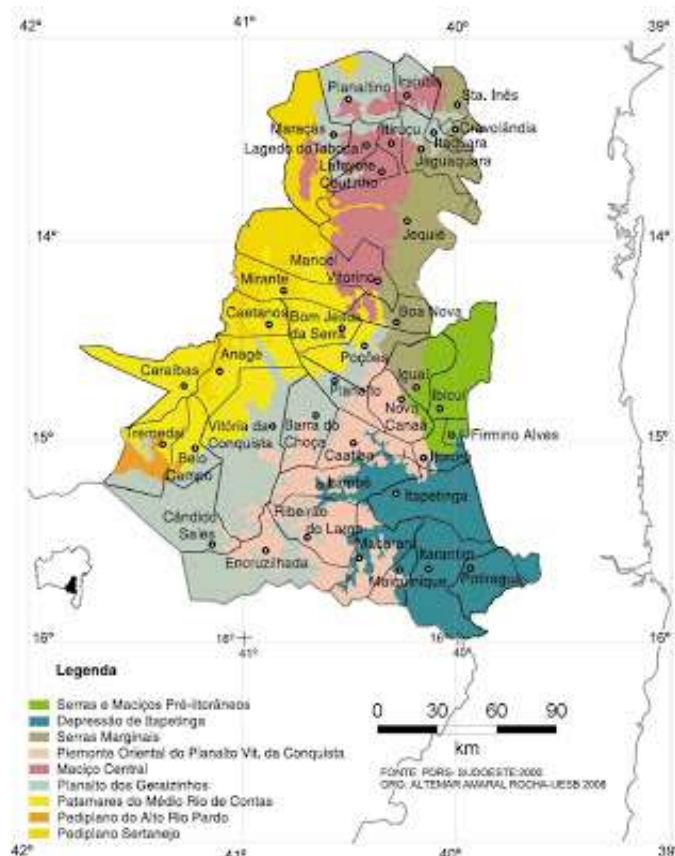 42° 41° 40° 39°
Planaltino
Irajuba
Sta. Inês
Maracás
Itiruçu
Cravolândia
Itaquara
Lagedo do Tabocal
Jaguaquara
Lafayete
Coutinho
14°
14°
Jequié
Manoel
Vitorino
Mirante
Caetanos
Bom Jesus
da Serra
Boa Nova
Anagé
Poções
Caraíbas
Iguaí
Planalto
Ibicuí
Nova
Canaã
Tremedal
Vitória da
Conquista
Barra do
Choça
Firmino Alves
15°
15°
Belo
Campo
Caatiba
Itororó
Itambé
Itapetinga
Cândido
Sales
Ribeirão
do Largo
Macarani
Itarantim
Encruzilhada
Maiquinique
Potiraguá
16°
16°
16°
16°
41°
40°
Legenda
Serras e Maciços Pré-litorâneos
Depressão de Itapetinga
Serras Marginais
Piemonte Oriental do Planalto Vit. da Conquista
Maciço Central
Planalto dos Geraizinhos
Patamares do Médio Rio de Contas
Pediplano do Alto Rio Pardo
Pediplano Sertanejo
0 30 60 90
km
FONTE PDRS- SUDOESTE:2000
ORG. ALTEMAR AMARAL ROCHA-UESB 2006
42° 41° 40° 39°